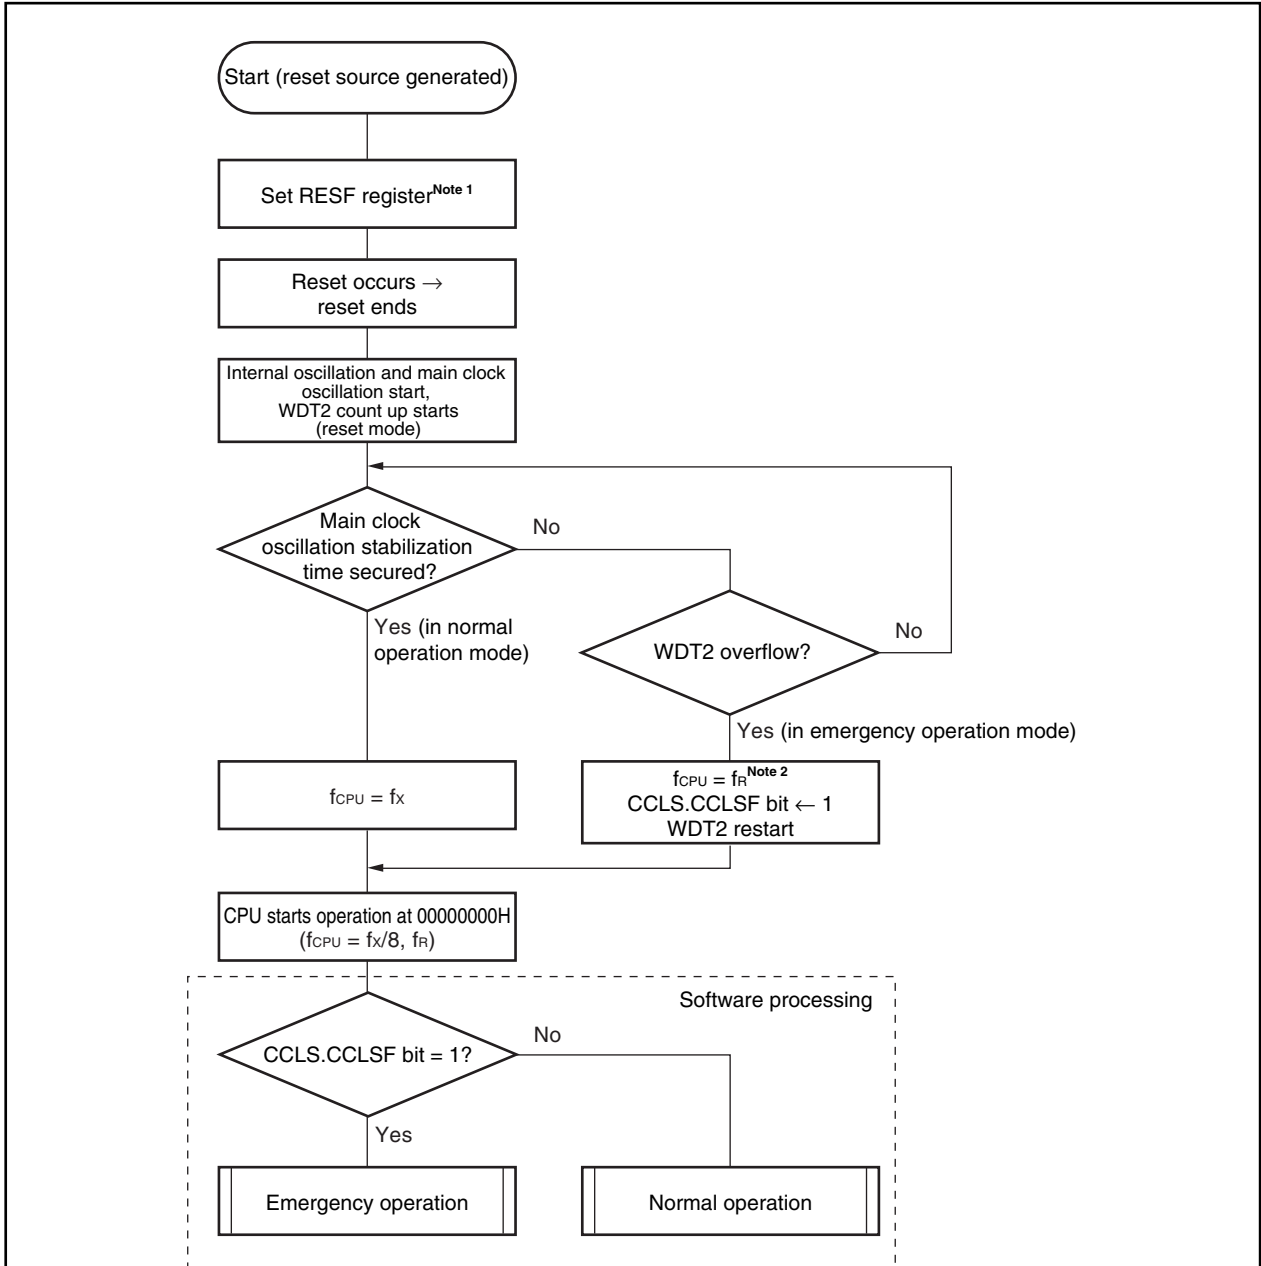 Start (reset source generated)
Set RESF register Note 1
Reset occurs →
reset ends
Internal oscillation and main clock
oscillation start,
WDT2 count up starts
(reset mode)
Main clock
oscillation stabilization
time secured?
No
Yes (in normal
operation mode)
WDT2 overflow?
No
Yes (in emergency operation mode)
fCPU = fX
fCPU = fR Note 2
CCLS.CCLSF bit ← 1
WDT2 restart
CPU starts operation at 00000000H
(fCPU = fX/8, fR)
Software processing
CCLS.CCLSF bit = 1?
No
Yes
Emergency operation
Normal operation